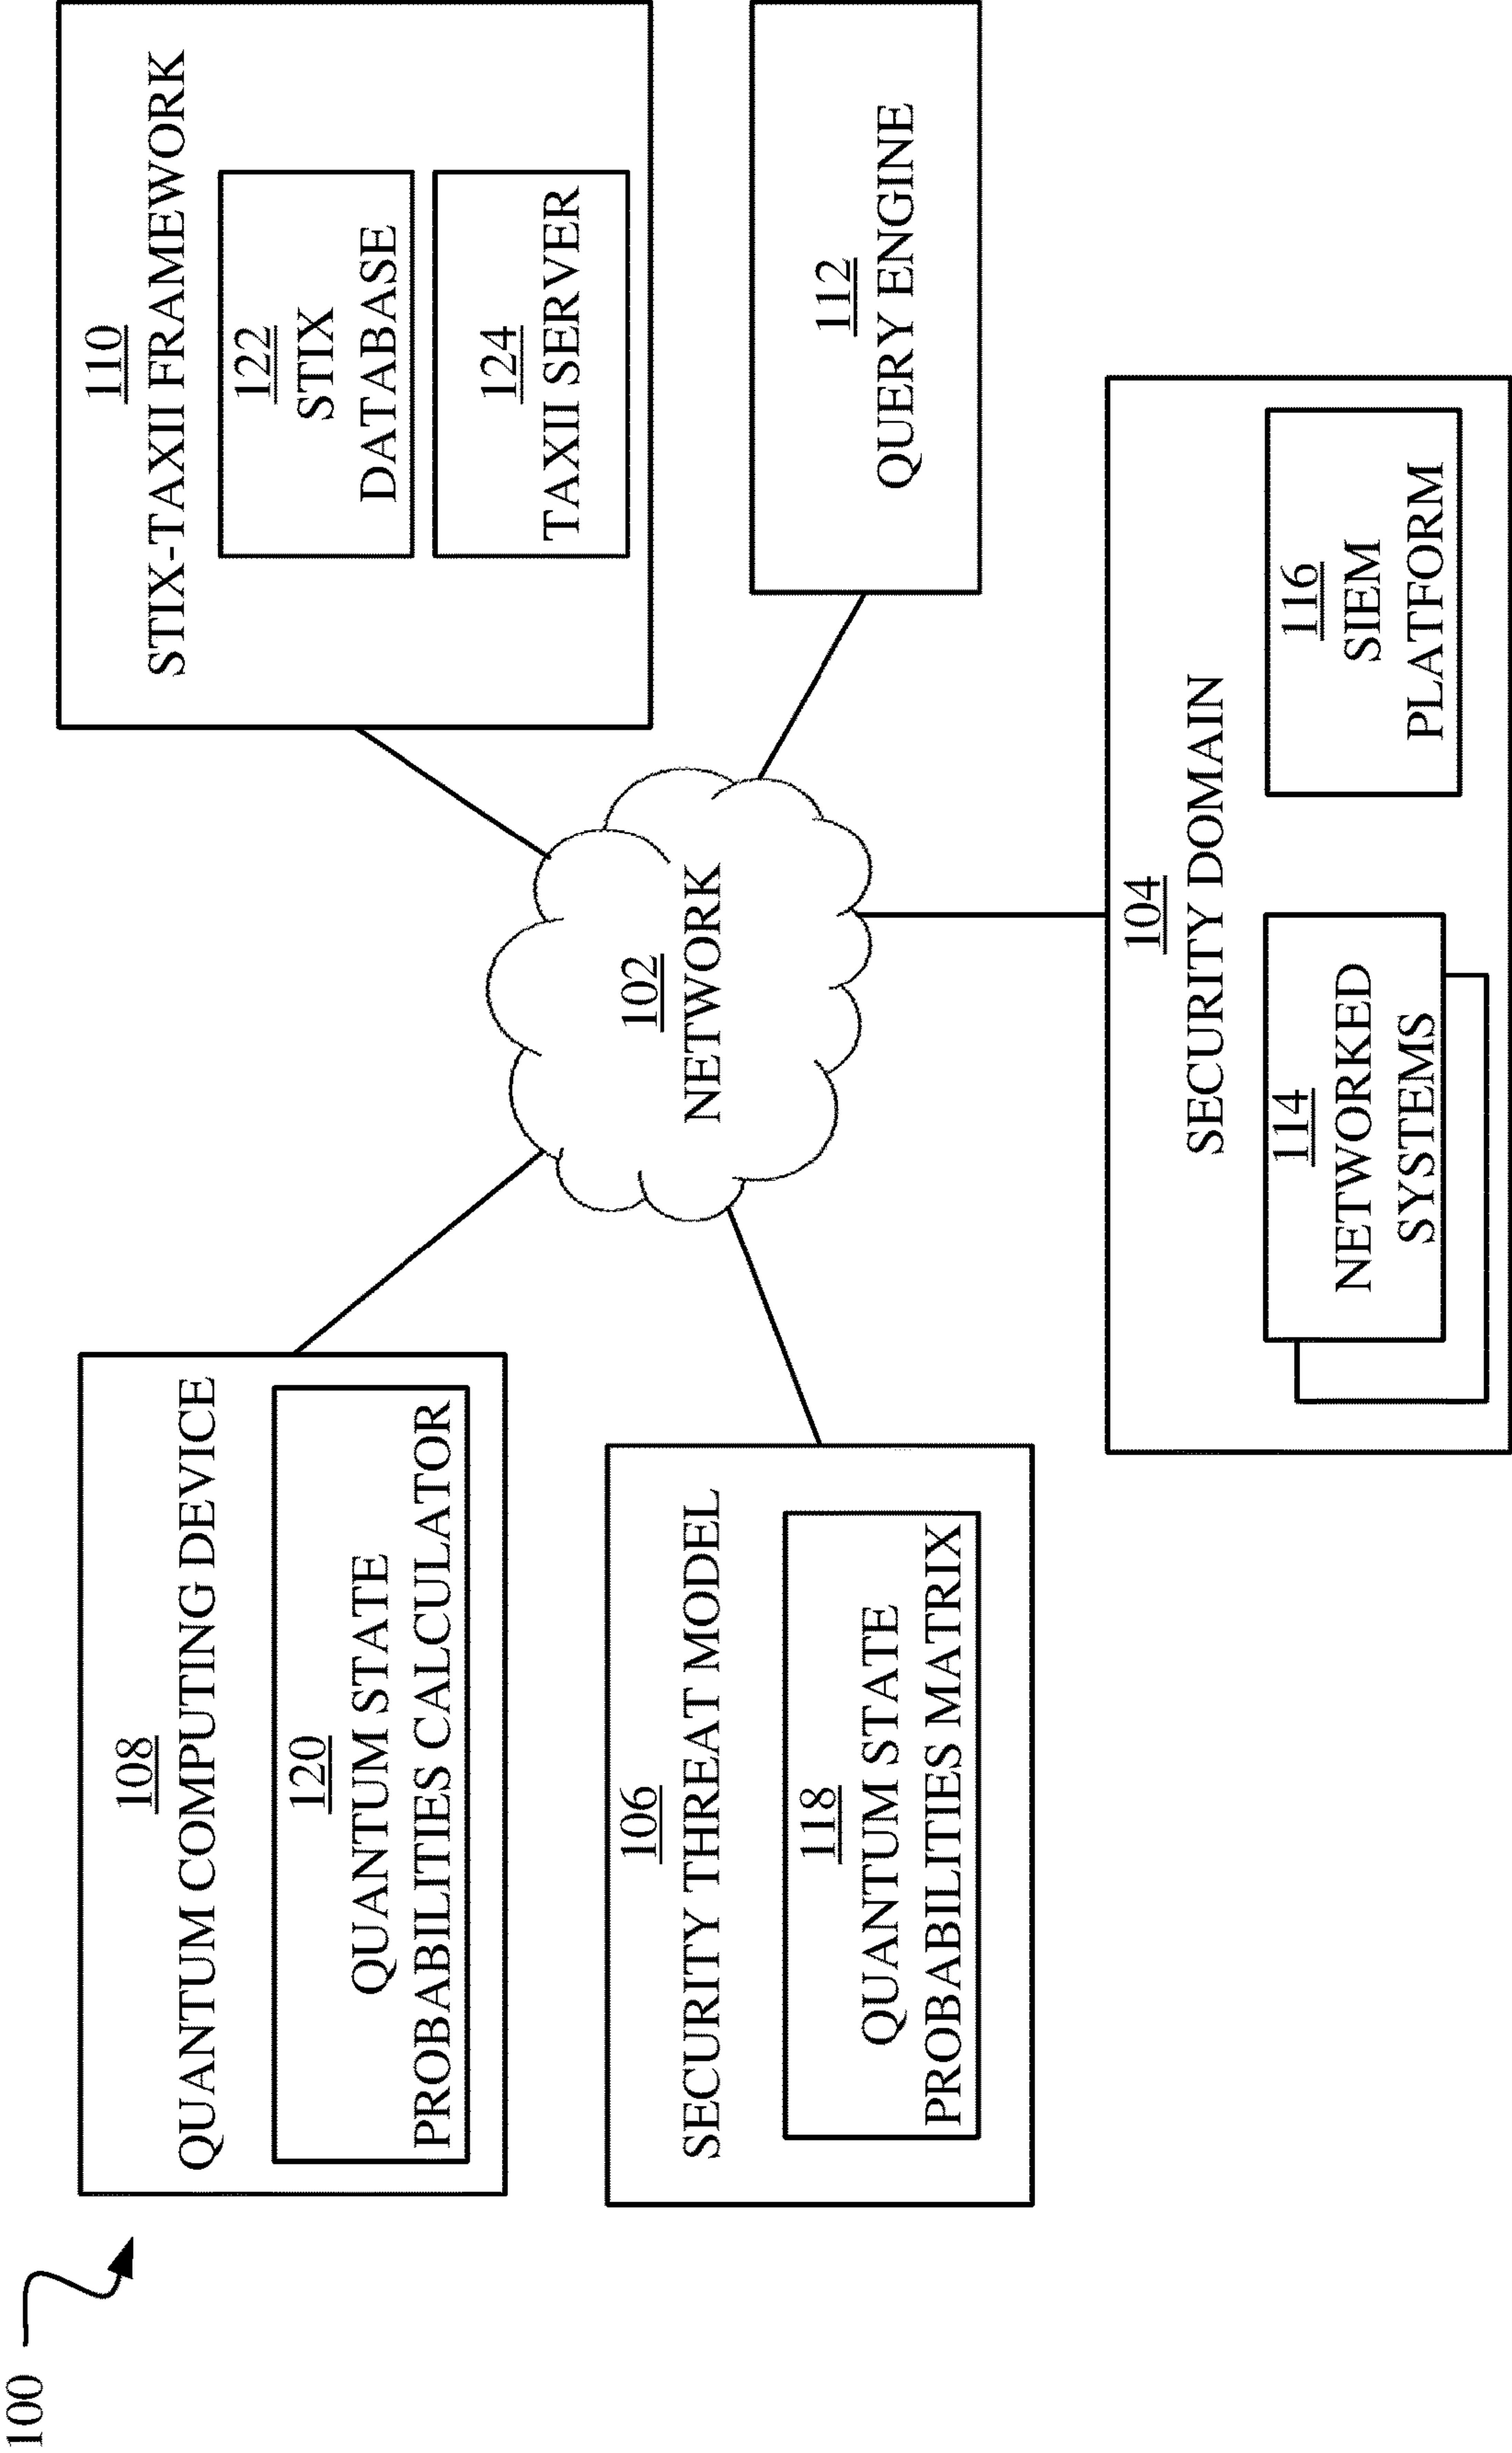 100
108
QUANTUM COMPUTING DEVICE
120
QUANTUM STATE
PROBABILITIES CALCULATOR
110
STIX-TAXII FRAMEWORK
122
STIX
DATABASE
124
TAXII SERVER
102
NETWORK
106
SECURITY THREAT MODEL
118
QUANTUM STATE
PROBABILITIES MATRIX
112
QUERY ENGINE
104
SECURITY DOMAIN
114
NETWORKED
SYSTEMS
116
SIEM
PLATFORM